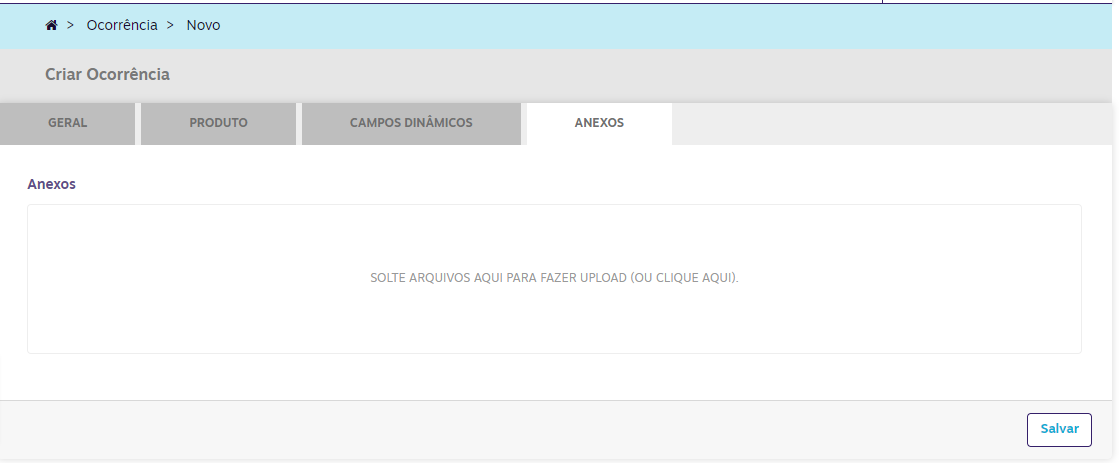 > Ocorrência > Novo
Criar Ocorrência
GERAL PRODUTO CAMPOS DINÂMICOS ANEXOS
Anexos
SOLTE ARQUIVOS AQUI PARA FAZER UPLOAD (OU CLIQUE AQUI).
Salvar